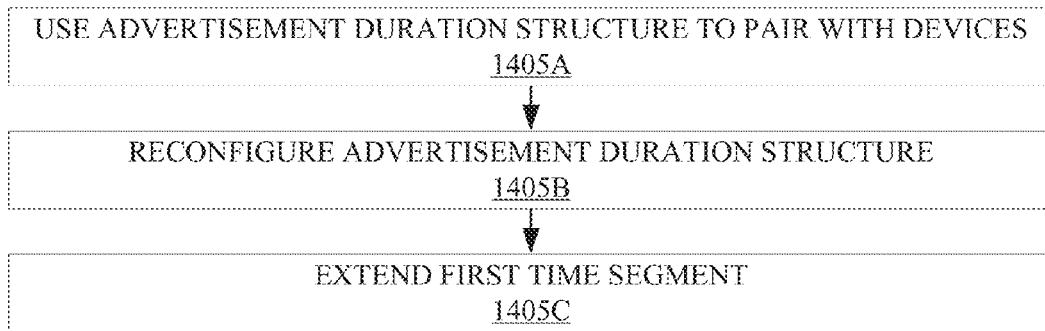 USE ADVERTISEMENT DURATION STRUCTURE TO PAIR WITH DEVICES
1405A
RECONFIGURE ADVERTISEMENT DURATION STRUCTURE
1405B
EXTEND FIRST TIME SEGMENT
1405C